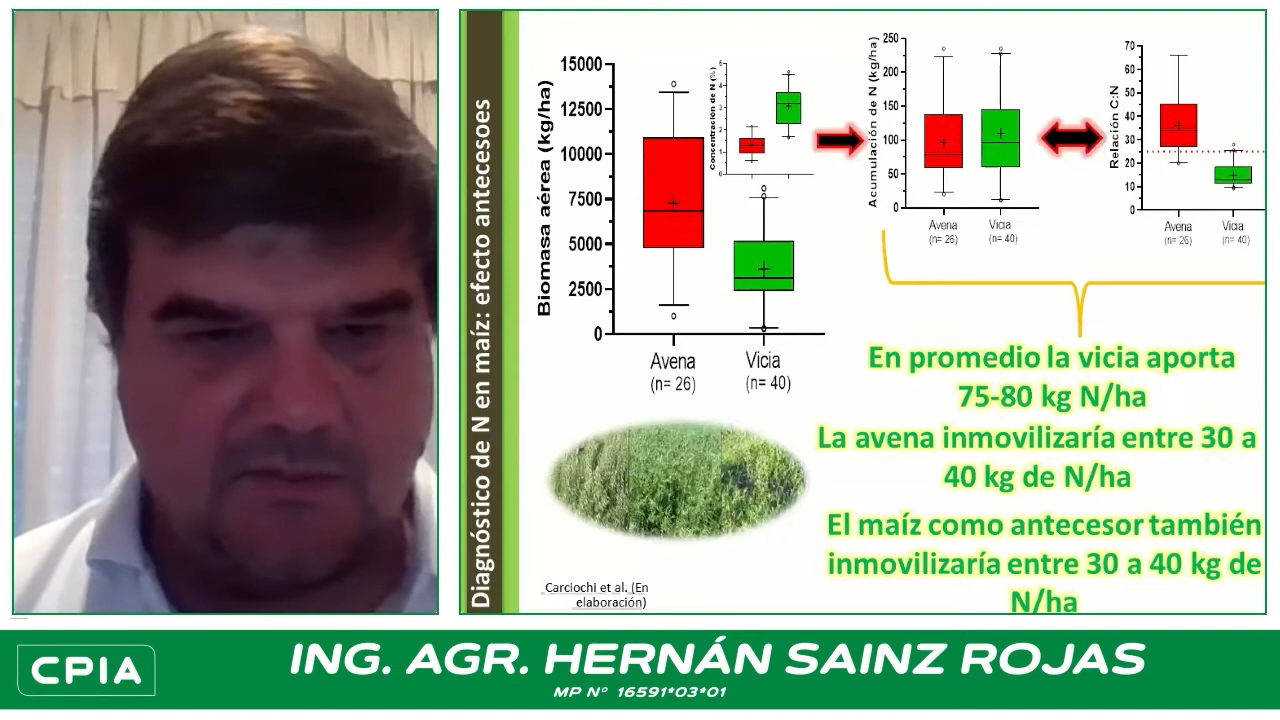 Diagnóstico de N en maíz: efecto antecesoes
Biomasa aérea (kg/ha)
15000
12500
10000
7500
5000
2500
0
Avena
(n= 26)
Vicia
(n= 40)
Concentración de N (%)
Acumulación de N (kg/ha)
250
200
150
100
50
0
Avena
(n= 26)
Vicia
(n= 40)
Relación C:N
70
60
50
40
30
20
10
0
Avena
(n= 26)
Vicia
(n= 40)
En promedio la vicia aporta
75-80 kg N/ha
La avena inmovilizaría entre 30 a
40 kg de N/ha
El maíz como antecesor también
inmovilizaría entre 30 a 40 kg de
N/ha
Carciochi et al. (En
elaboración)
CPIA
ING. AGR. HERNÁN SAINZ ROJAS
MP Nº 16591*03*01